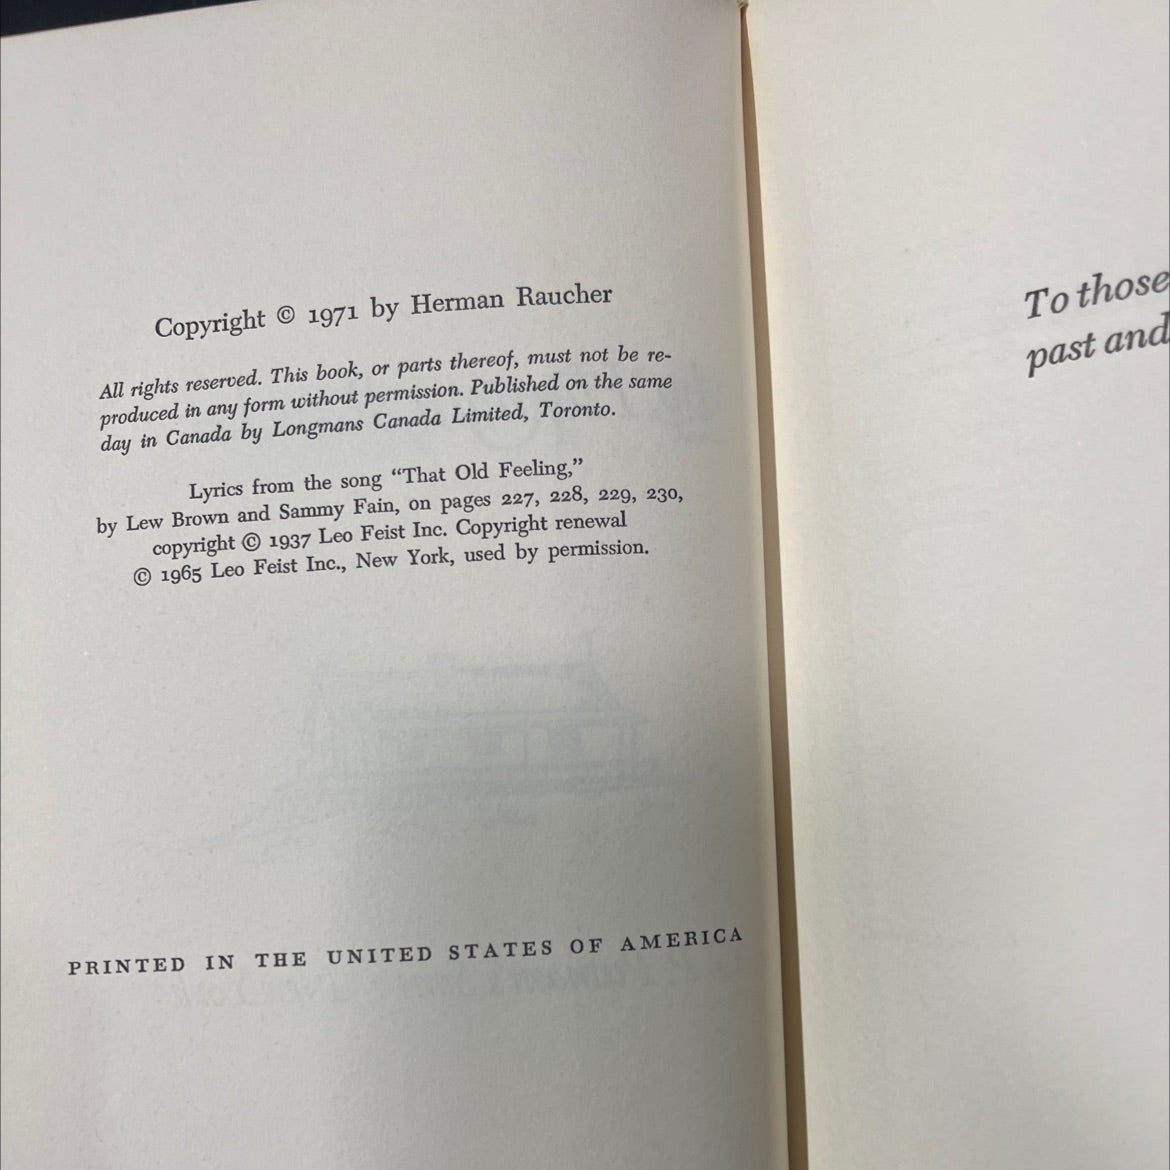 Copyright © 1971 by Herman Raucher
All rights reserved. This book, or parts thereof, must not be re-
produced in any form without permission. Published on the same
day in Canada by Longmans Canada Limited, Toronto.
Lyrics from the song “That Old Feeling,”
by Lew Brown and Sammy Fain, on pages 227, 228, 229, 230,
copyright © 1937 Leo Feist Inc. Copyright renewal
© 1965 Leo Feist Inc., New York, used by permission.
PRINTED IN THE UNITED STATES OF AMERICA
To those
past and